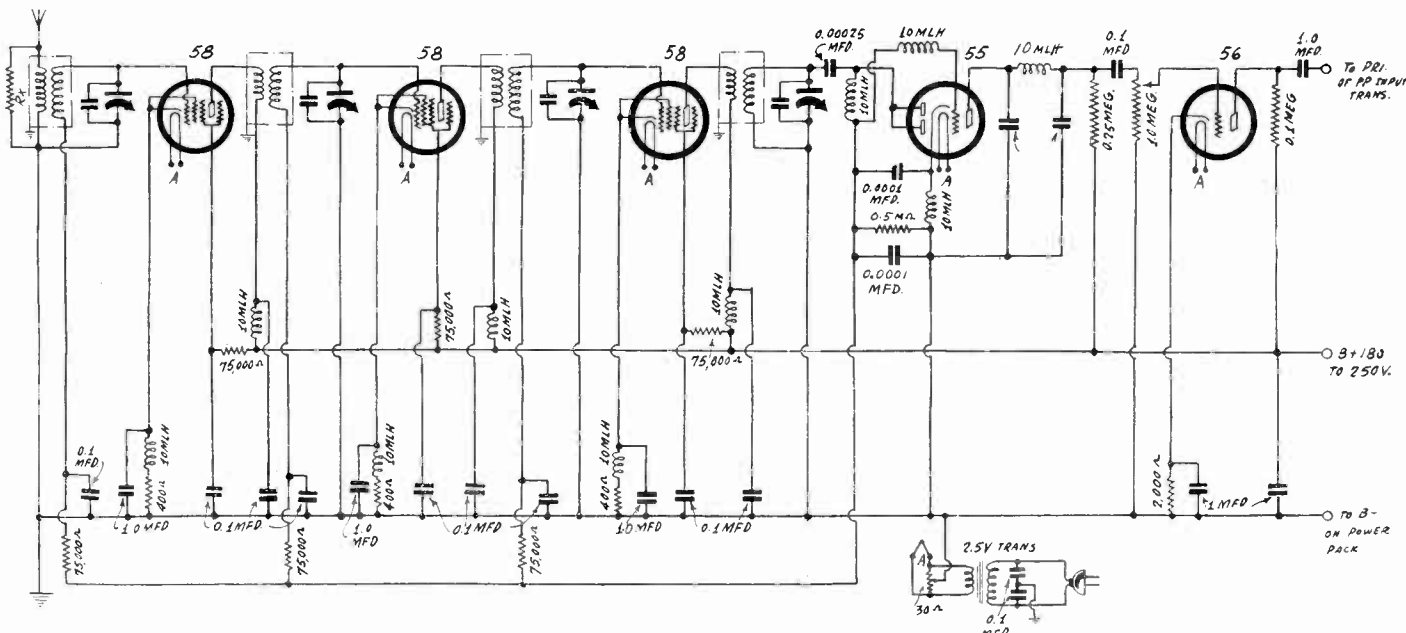 58
58
58
55
56
0.00025
MFD.
10 MLH
10 MLH
0.1
MFD
1.0
MFD.
TO PRI.
OF PP INPUT
TRANS.
10MLH
0.25 MEG.
1.0 MEG.
0.1 MEG
A
A
A
A
A
0.0001
MFD.
0.5 MΩ
10MLH
0.0001
MFD.
10MLH
75,000Ω
75,000Ω
10MLH
10MLH
75,000Ω
B+180
TO 250V.
0.1
MFD.
10MLH
400Ω
1.0 MFD
0.1 MFD
10MLH
400Ω
1.0
MFD
0.1 MFD
10MLH
400Ω
1.0 MFD
0.1 MFD
2,000Ω
1 MFD
TO B-
ON POWER
PACK
75,000Ω
75,000Ω
75,000Ω
2.5V TRANS
A
30Ω
0.1
MFD